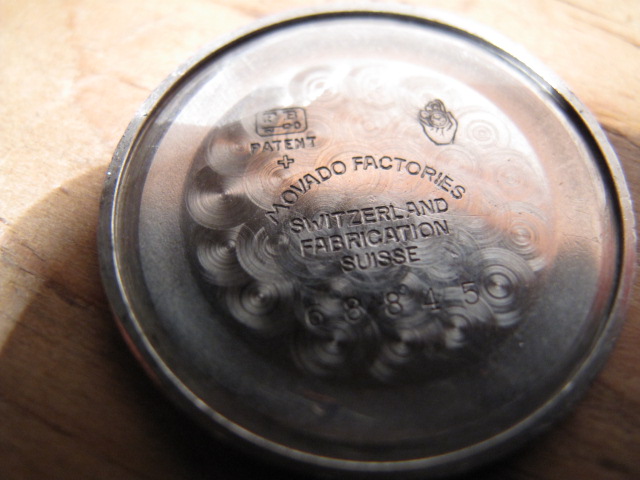 PATENT
+
MOVADO FACTORIES
SWITZERLAND
FABRICATION
SUISSE
68845